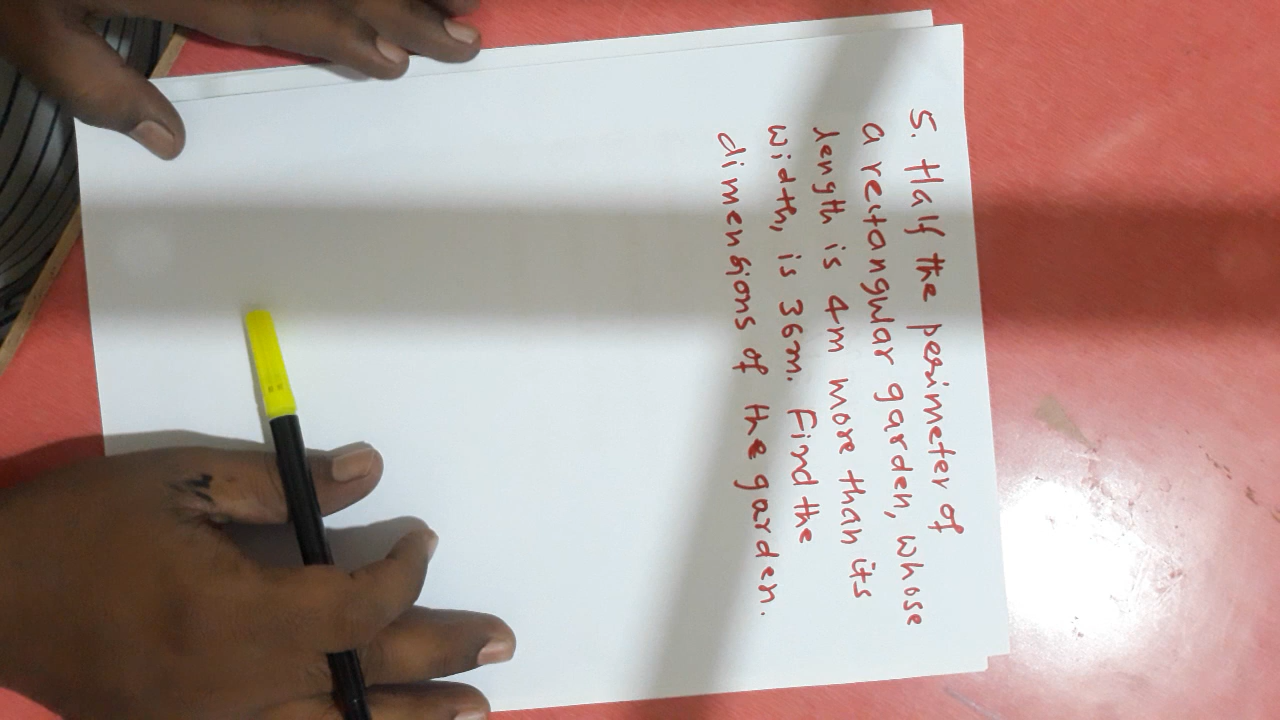 5. Half the perimeter of
a rectangular garden, whose
length is 4m more than its
width, is 36m. Find the
dimensions of the garden.